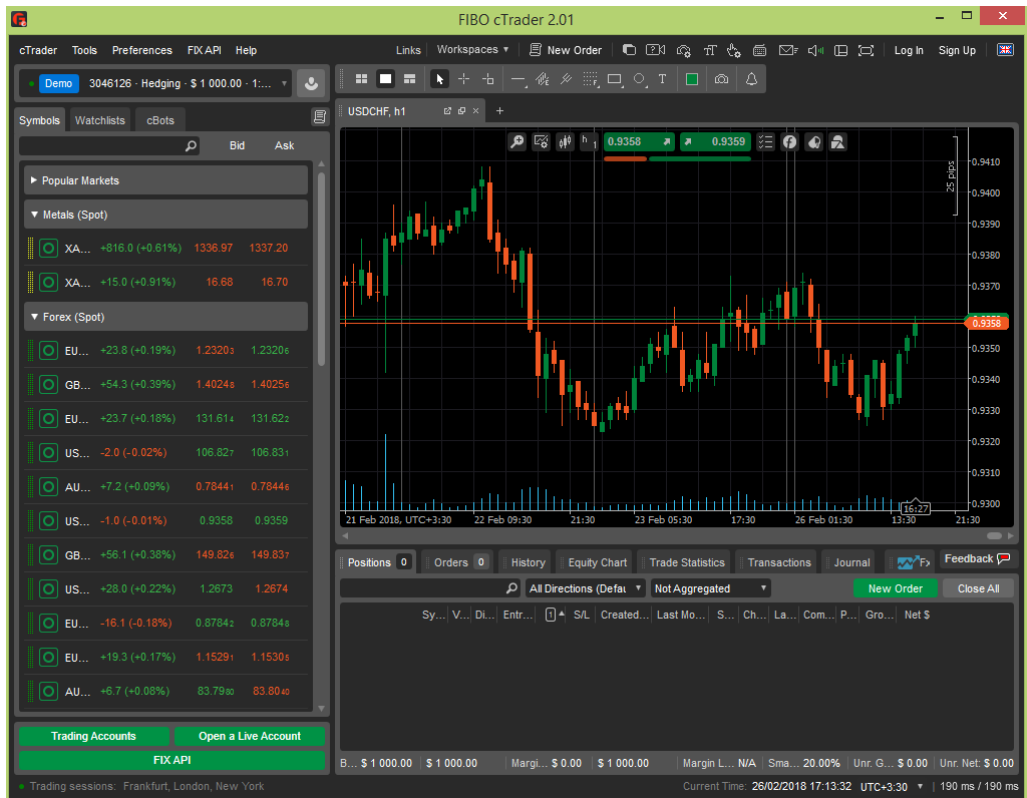 FIBO cTrader 2.01
cTrader Tools Preferences FIX API Help Links Workspaces ▾ New Order Log In Sign Up
Demo 3046126 · Hedging · $ 1 000.00 · 1:...
Symbols Watchlists cBots
Bid Ask
Popular Markets
Metals (Spot)
XA... +816.0 (+0.61%) 1336.97 1337.20
XA... +15.0 (+0.91%) 16.68 16.70
Forex (Spot)
EU... +23.8 (+0.19%) 1.23203 1.23206
GB... +54.3 (+0.39%) 1.40248 1.40256
EU... +23.7 (+0.18%) 131.614 131.622
US... -2.0 (-0.02%) 106.827 106.831
AU... +7.2 (+0.09%) 0.78441 0.78446
US... -1.0 (-0.01%) 0.9358 0.9359
GB... +56.1 (+0.38%) 149.826 149.837
US... +28.0 (+0.22%) 1.2673 1.2674
EU... -16.1 (-0.18%) 0.87842 0.87848
EU... +19.3 (+0.17%) 1.15291 1.15305
AU... +6.7 (+0.08%) 83.7980 83.8040
Trading Accounts Open a Live Account
FIX API
USDCHF, h1
h 1 0.9358 0.9359
25 pips
0.9410
0.9400
0.9390
0.9380
0.9370
0.9358
0.9350
0.9340
0.9330
0.9320
0.9310
0.9300
16:27
21 Feb 2018, UTC+3:30 22 Feb 09:30 21:30 23 Feb 05:30 17:30 26 Feb 01:30 13:30 21:30
Positions 0 Orders 0 History Equity Chart Trade Statistics Transactions Journal Fx Feedback
All Directions (Defau Not Aggregated New Order Close All
Sy... V... Di... Entr... 1 S/L Created... Last Mo... S... Ch... La... Com... P... Gro... Net $
B... $ 1 000.00 $ 1 000.00 Margi... $ 0.00 $ 1 000.00 Margin L... N/A Sma... 20.00% Unr. G... $ 0.00 Unr. Net: $ 0.00
Trading sessions: Frankfurt, London, New York Current Time: 26/02/2018 17:13:32 UTC+3:30 190 ms / 190 ms